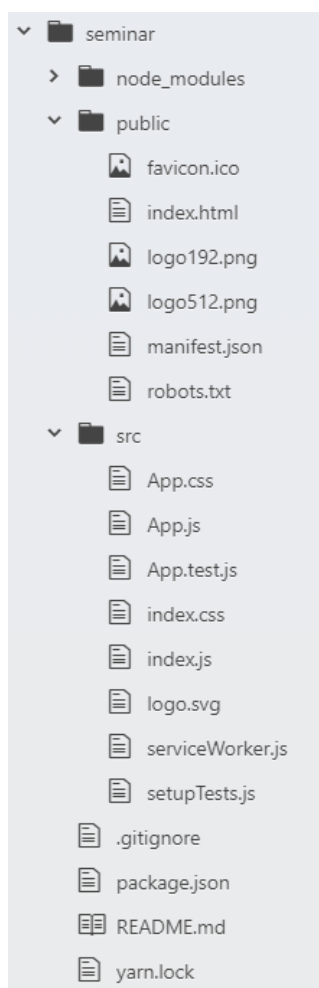 seminar
node_modules
public
favicon.ico
index.html
logo192.png
logo512.png
manifest.json
robots.txt
src
App.css
App.js
App.test.js
index.css
index.js
logo.svg
serviceWorker.js
setupTests.js
.gitignore
package.json
README.md
yarn.lock